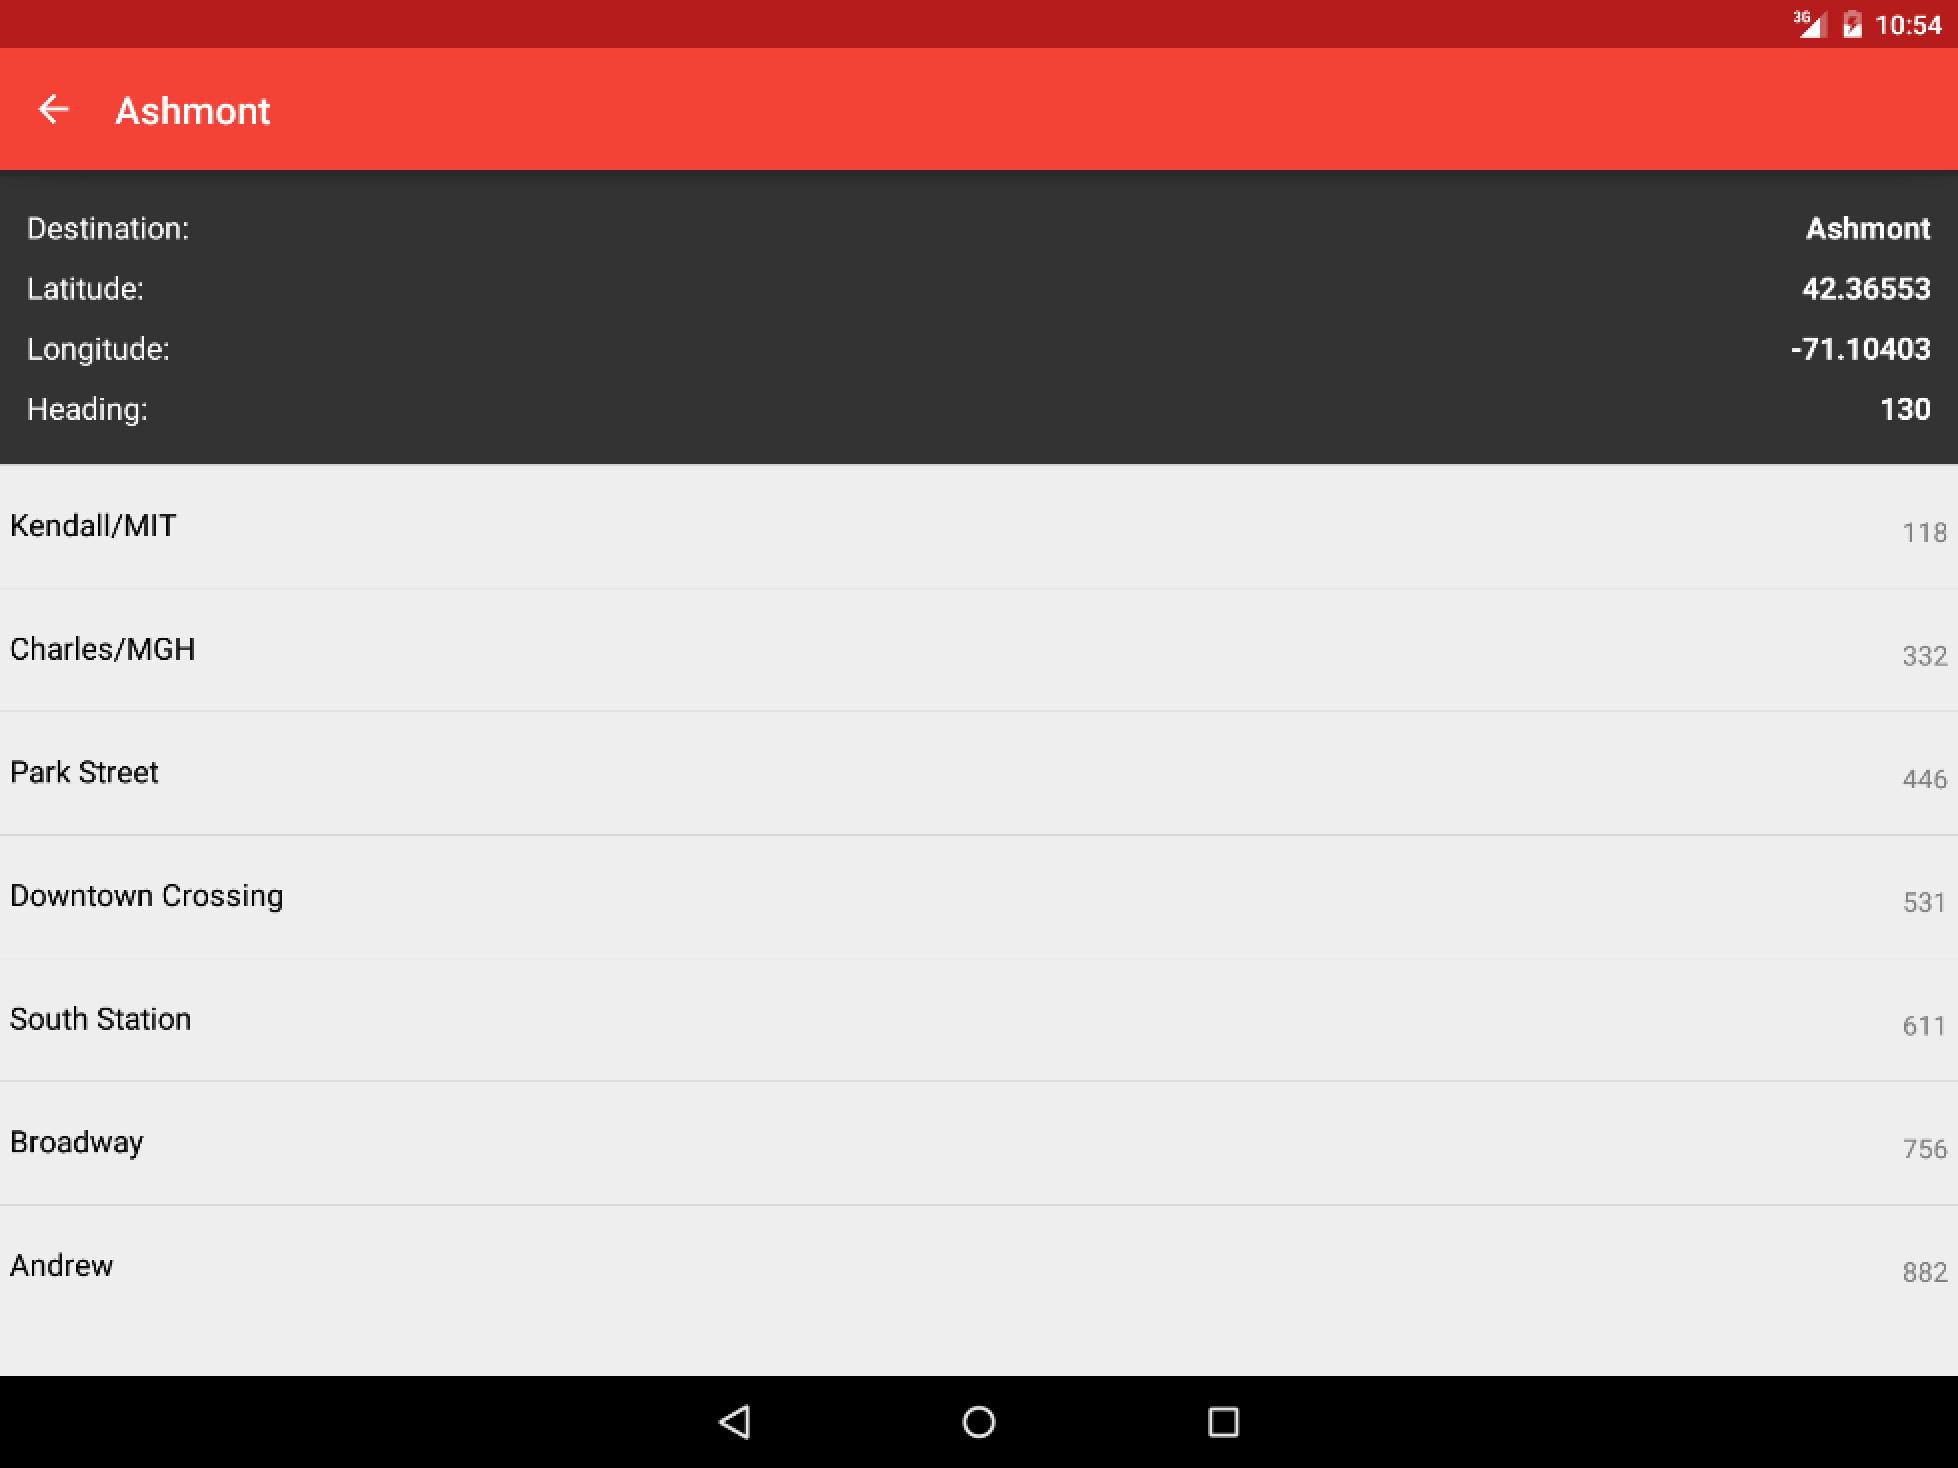 3G 10:54
Ashmont
Destination: Ashmont
Latitude: 42.36553
Longitude: -71.10403
Heading: 130
Kendall/MIT 118
Charles/MGH 332
Park Street 446
Downtown Crossing 531
South Station 611
Broadway 756
Andrew 882